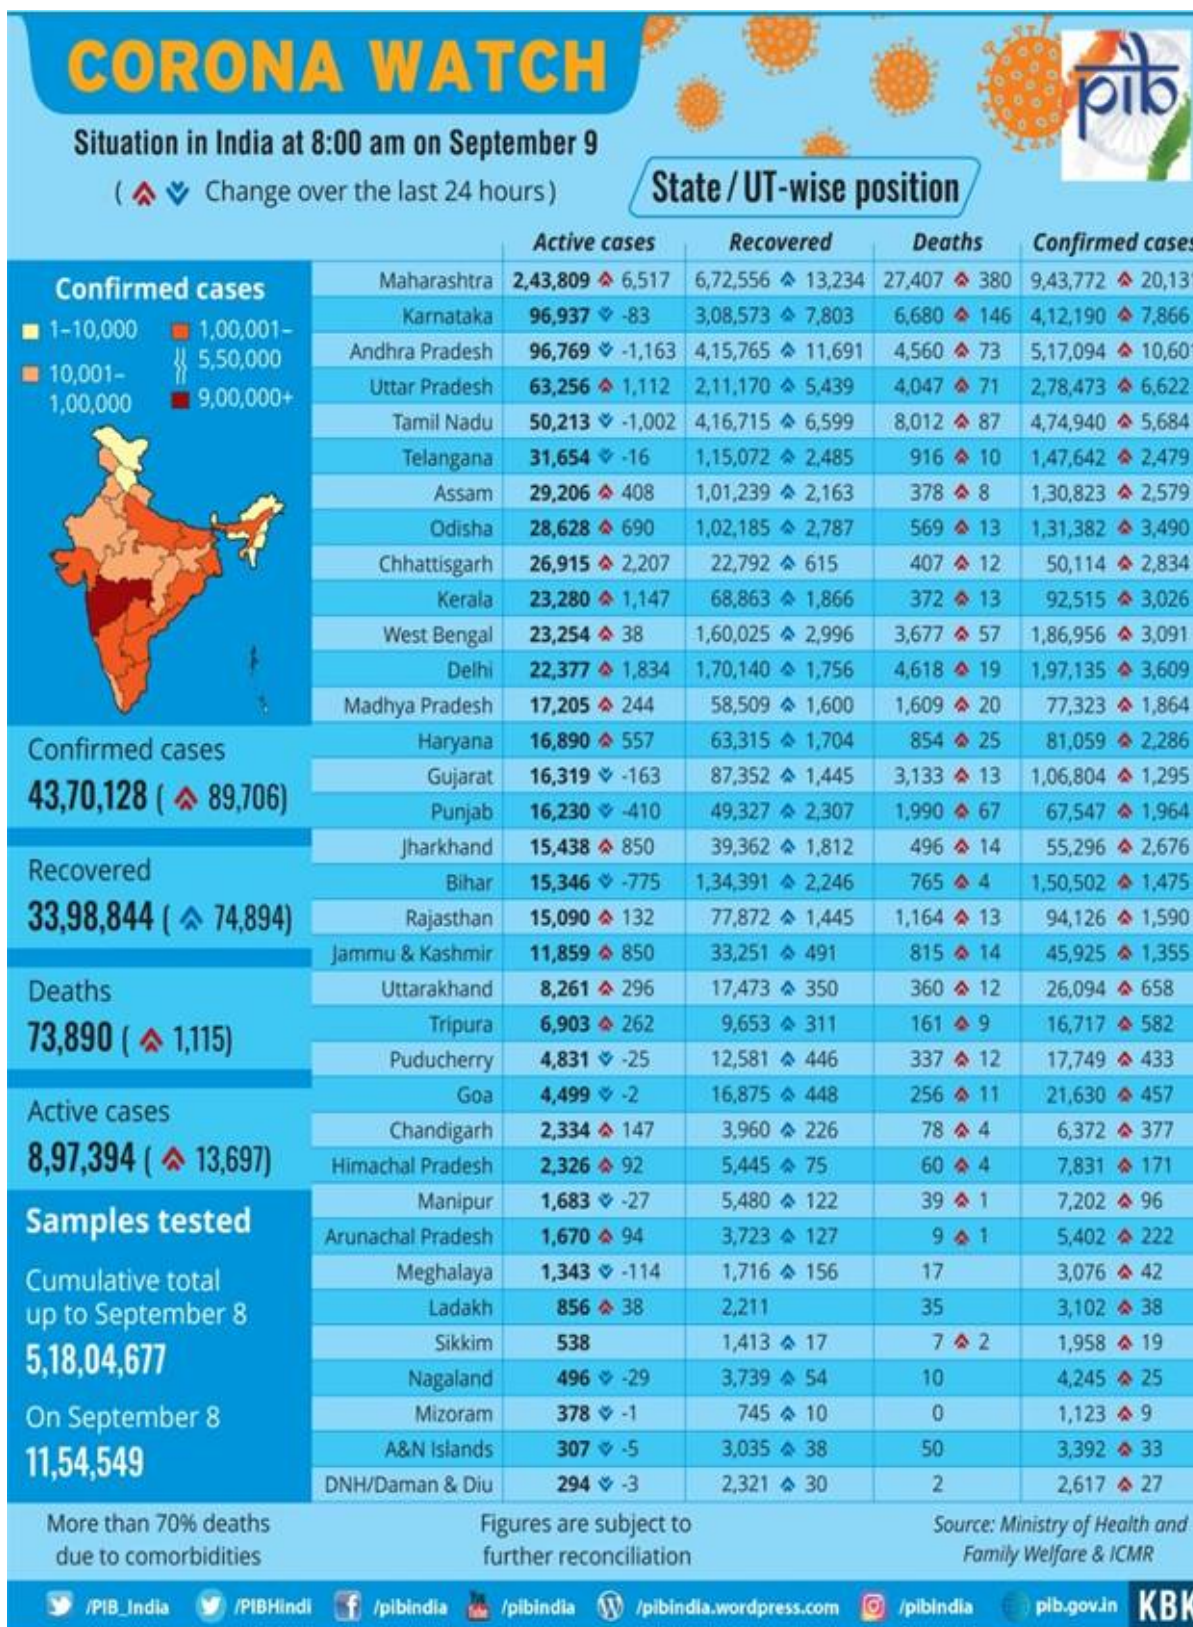 CORONA WATCH
pib
Situation in India at 8:00 am on September 9
( Change over the last 24 hours)
State / UT-wise position
Active cases Recovered Deaths Confirmed cases
Confirmed cases
1–10,000
10,001–
1,00,000
1,00,001–
5,50,000
9,00,000+
Maharashtra 2,43,809 6,517 6,72,556 13,234 27,407 380 9,43,772 20,131
Karnataka 96,937 -83 3,08,573 7,803 6,680 146 4,12,190 7,866
Andhra Pradesh 96,769 -1,163 4,15,765 11,691 4,560 73 5,17,094 10,601
Uttar Pradesh 63,256 1,112 2,11,170 5,439 4,047 71 2,78,473 6,622
Tamil Nadu 50,213 -1,002 4,16,715 6,599 8,012 87 4,74,940 5,684
Telangana 31,654 -16 1,15,072 2,485 916 10 1,47,642 2,479
Assam 29,206 408 1,01,239 2,163 378 8 1,30,823 2,579
Odisha 28,628 690 1,02,185 2,787 569 13 1,31,382 3,490
Chhattisgarh 26,915 2,207 22,792 615 407 12 50,114 2,834
Kerala 23,280 1,147 68,863 1,866 372 13 92,515 3,026
West Bengal 23,254 38 1,60,025 2,996 3,677 57 1,86,956 3,091
Delhi 22,377 1,834 1,70,140 1,756 4,618 19 1,97,135 3,609
Madhya Pradesh 17,205 244 58,509 1,600 1,609 20 77,323 1,864
Haryana 16,890 557 63,315 1,704 854 25 81,059 2,286
Gujarat 16,319 -163 87,352 1,445 3,133 13 1,06,804 1,295
Punjab 16,230 -410 49,327 2,307 1,990 67 67,547 1,964
Jharkhand 15,438 850 39,362 1,812 496 14 55,296 2,676
Bihar 15,346 -775 1,34,391 2,246 765 4 1,50,502 1,475
Rajasthan 15,090 132 77,872 1,445 1,164 13 94,126 1,590
Jammu & Kashmir 11,859 850 33,251 491 815 14 45,925 1,355
Uttarakhand 8,261 296 17,473 350 360 12 26,094 658
Tripura 6,903 262 9,653 311 161 9 16,717 582
Puducherry 4,831 -25 12,581 446 337 12 17,749 433
Goa 4,499 -2 16,875 448 256 11 21,630 457
Chandigarh 2,334 147 3,960 226 78 4 6,372 377
Himachal Pradesh 2,326 92 5,445 75 60 4 7,831 171
Manipur 1,683 -27 5,480 122 39 1 7,202 96
Arunachal Pradesh 1,670 94 3,723 127 9 1 5,402 222
Meghalaya 1,343 -114 1,716 156 17 3,076 42
Ladakh 856 38 2,211 35 3,102 38
Sikkim 538 1,413 17 7 2 1,958 19
Nagaland 496 -29 3,739 54 10 4,245 25
Mizoram 378 -1 745 10 0 1,123 9
A&N Islands 307 -5 3,035 38 50 3,392 33
DNH/Daman & Diu 294 -3 2,321 30 2 2,617 27
Confirmed cases
43,70,128 ( 89,706)
Recovered
33,98,844 ( 74,894)
Deaths
73,890 ( 1,115)
Active cases
8,97,394 ( 13,697)
Samples tested
Cumulative total
up to September 8
5,18,04,677
On September 8
11,54,549
More than 70% deaths
due to comorbidities
Figures are subject to
further reconciliation
Source: Ministry of Health and
Family Welfare & ICMR
/PIB_India /PIBHindi /pibindia /pibindia /pibindia.wordpress.com /pibindia pib.gov.in KBK